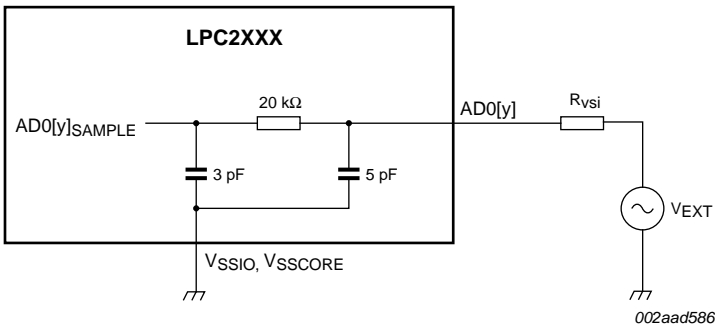 LPC2XXX
20 kΩ
AD0[y]
Rvsi
AD0[y]SAMPLE
3 pF
5 pF
VEXT
VSSIO, VSSCORE
002aad586